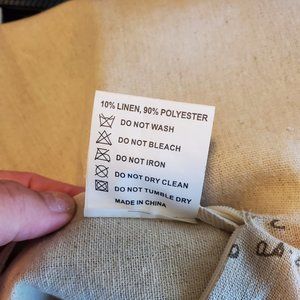 10% LINEN, 90% POLYESTER
DO NOT WASH
DO NOT BLEACH
DO NOT IRON
DO NOT DRY CLEAN
DO NOT TUMBLE DRY
MADE IN CHINA